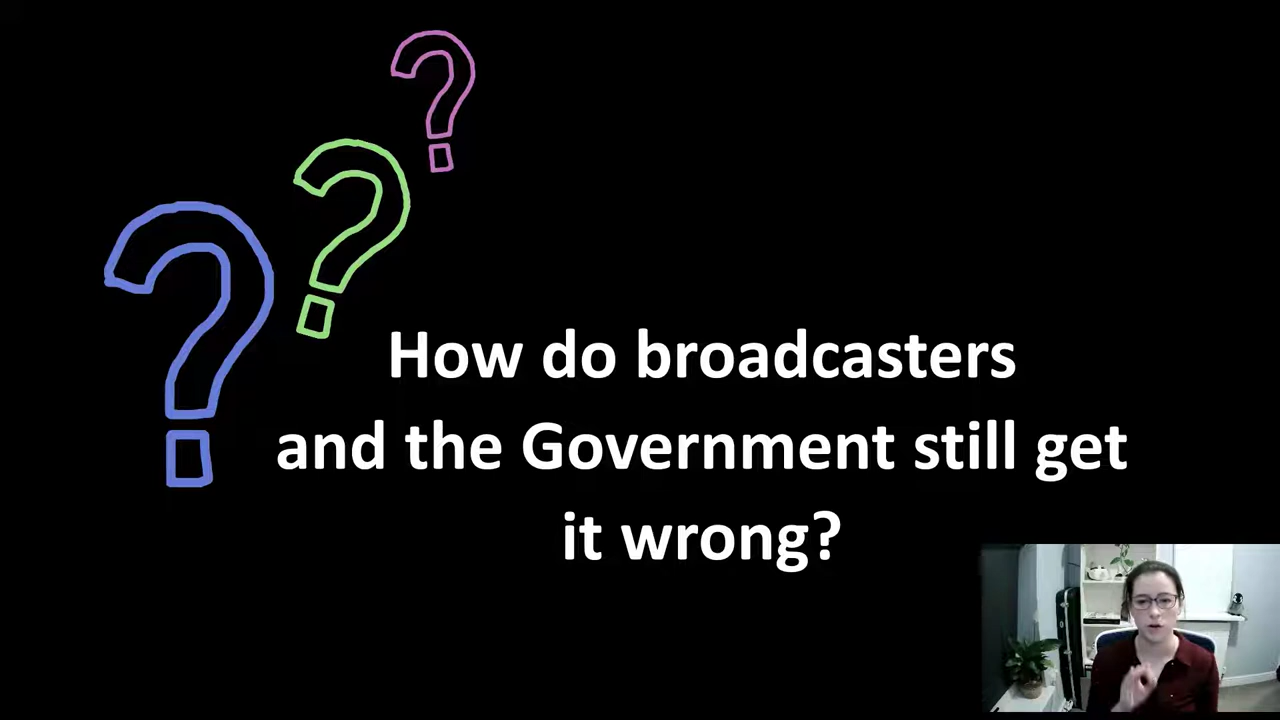 How do broadcasters
and the Government still get
it wrong?